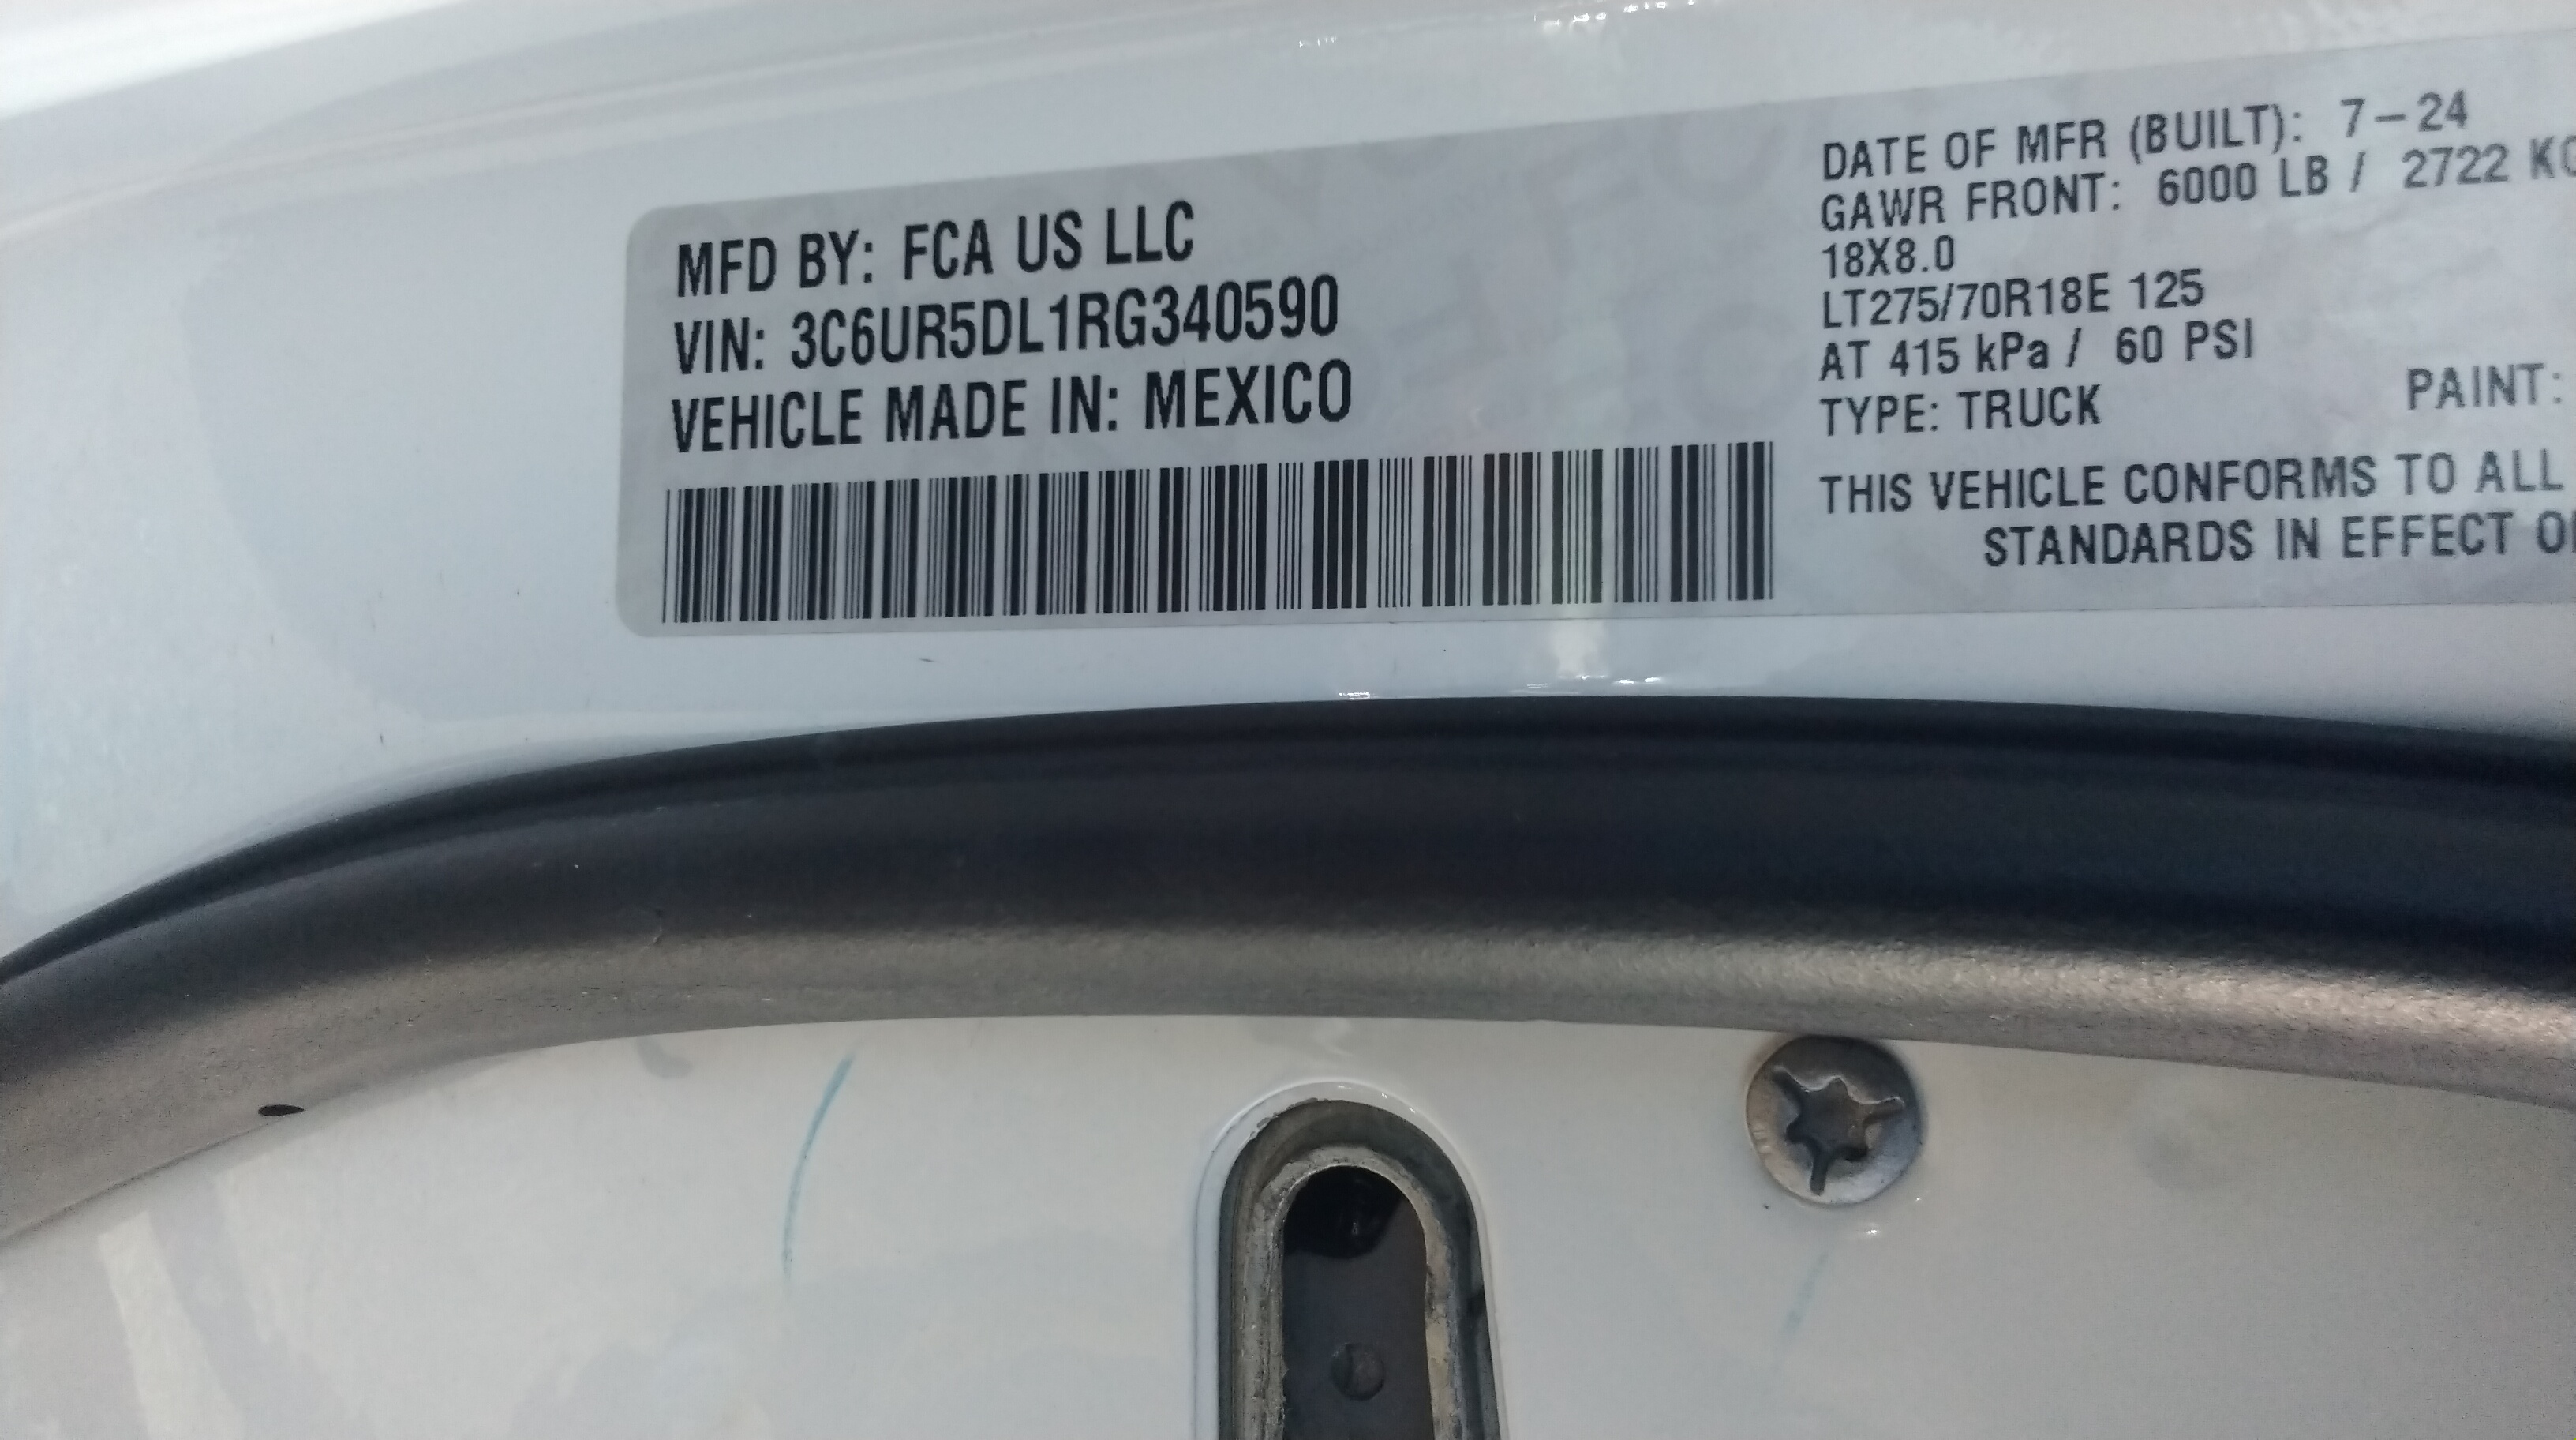 MFD BY: FCA US LLC
VIN: 3C6UR5DL1RG340590
VEHICLE MADE IN: MEXICO
DATE OF MFR (BUILT): 7-24
GAWR FRONT: 6000 LB / 2722 KG
18X8.0
LT275/70R18E 125
AT 415 kPa / 60 PSI
TYPE: TRUCK PAINT:
THIS VEHICLE CONFORMS TO ALL
STANDARDS IN EFFECT